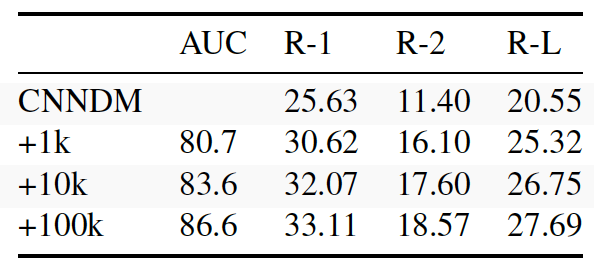 AUC R-1 R-2 R-L
CNNDM 25.63 11.40 20.55
+1k 80.7 30.62 16.10 25.32
+10k 83.6 32.07 17.60 26.75
+100k 86.6 33.11 18.57 27.69